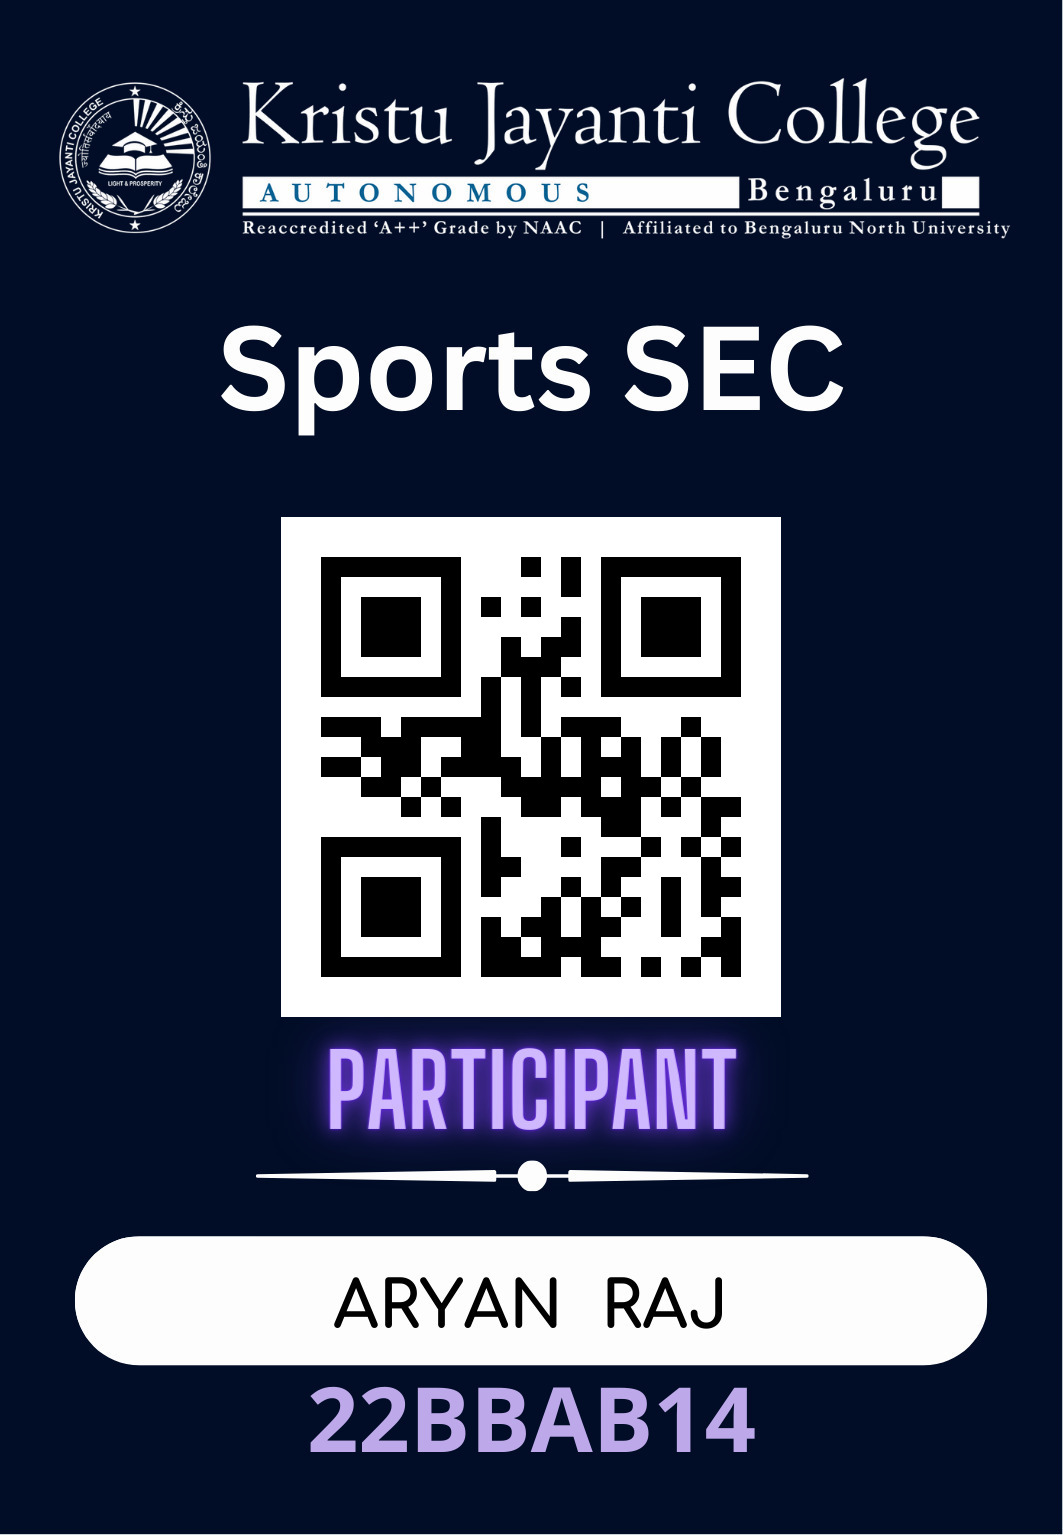 Kristu Jayanti College
AUTONOMOUS Bengaluru
Reaccredited ‘A++’ Grade by NAAC | Affiliated to Bengaluru North University
KRISTU JAYANTI COLLEGE
ಕ್ರಿಸ್ತು ಜಯಂತಿ ಕಾಲೇಜು
LIGHT & PROSPERITY
Sports SEC
PARTICIPANT
ARYAN RAJ
22BBAB14